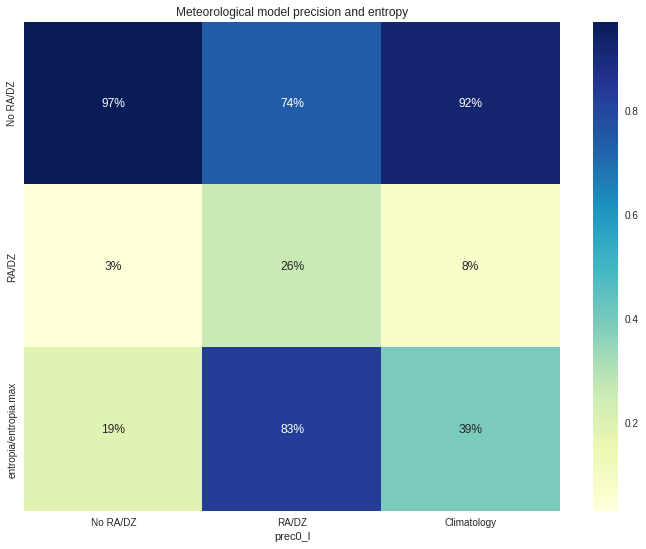 Meteorológical model precision and entropy
No RA/DZ
97%
74%
92%
0.8
0.6
RA/DZ
3%
26%
8%
0.4
entropia/entropia.max
19%
83%
39%
0.2
No RA/DZ
RA/DZ
Climatology
prec0_l